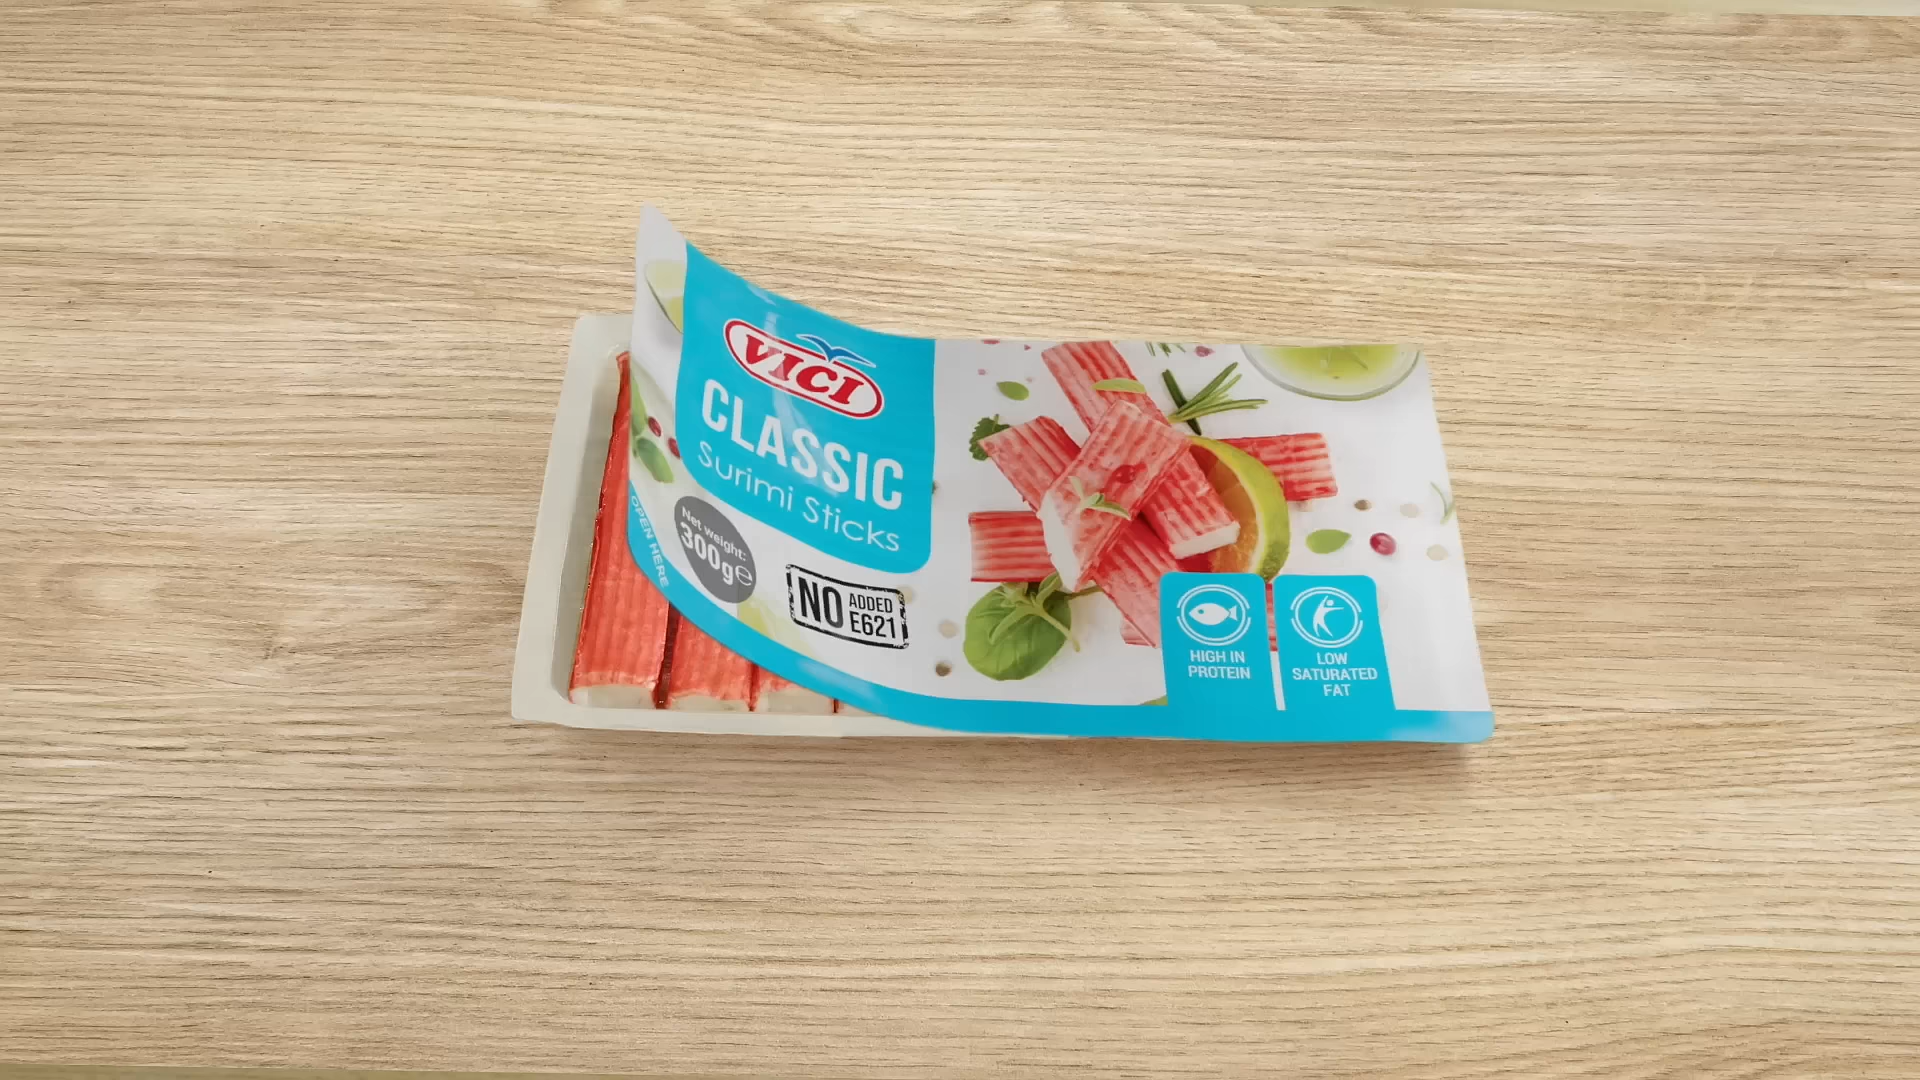 VICI
CLASSIC
Surimi Sticks
Net weight:
300g℮
OPEN HERE
NO ADDED
E621
HIGH IN
PROTEIN
LOW
SATURATED
FAT